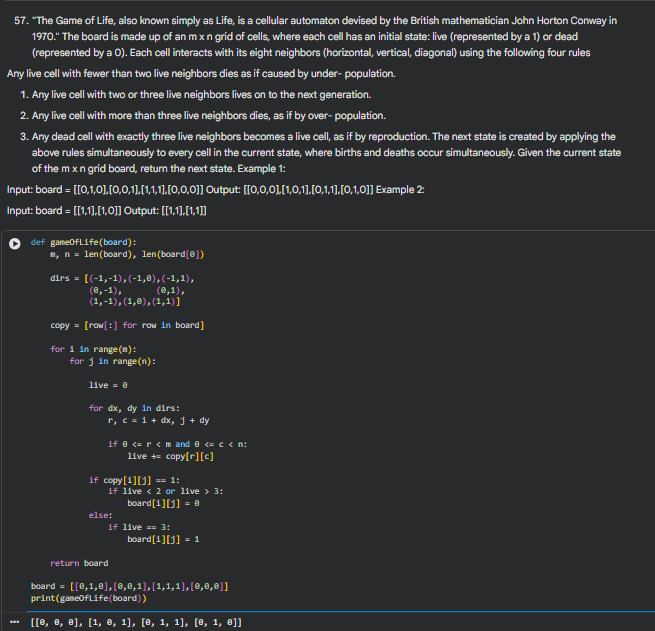 57. "The Game of Life, also known simply as Life, is a cellular automaton devised by the British mathematician John Horton Conway in
1970." The board is made up of an m x n grid of cells, where each cell has an initial state: live (represented by a 1) or dead
(represented by a 0). Each cell interacts with its eight neighbors (horizontal, vertical, diagonal) using the following four rules
Any live cell with fewer than two live neighbors dies as if caused by under- population.
1. Any live cell with two or three live neighbors lives on to the next generation.
2. Any live cell with more than three live neighbors dies, as if by over- population.
3. Any dead cell with exactly three live neighbors becomes a live cell, as if by reproduction. The next state is created by applying the
above rules simultaneously to every cell in the current state, where births and deaths occur simultaneously. Given the current state
of the m x n grid board, return the next state. Example 1:
Input: board = [[0,1,0],[0,0,1],[1,1,1],[0,0,0]] Output: [[0,0,0],[1,0,1],[0,1,1],[0,1,0]] Example 2:
Input: board = [[1,1],[1,0]] Output: [[1,1],[1,1]]
def gameOfLife(board):
m, n = len(board), len(board[0])
dirs = [(-1,-1),(-1,0),(-1,1),
(0,-1), (0,1),
(1,-1),(1,0),(1,1)]
copy = [row[:] for row in board]
for i in range(m):
for j in range(n):
live = 0
for dx, dy in dirs:
r, c = i + dx, j + dy
if 0 <= r < m and 0 <= c < n:
live += copy[r][c]
if copy[i][j] == 1:
if live < 2 or live > 3:
board[i][j] = 0
else:
if live == 3:
board[i][j] = 1
return board
board = [[0,1,0],[0,0,1],[1,1,1],[0,0,0]]
print(gameOfLife(board))
[[0, 0, 0], [1, 0, 1], [0, 1, 1], [0, 1, 0]]